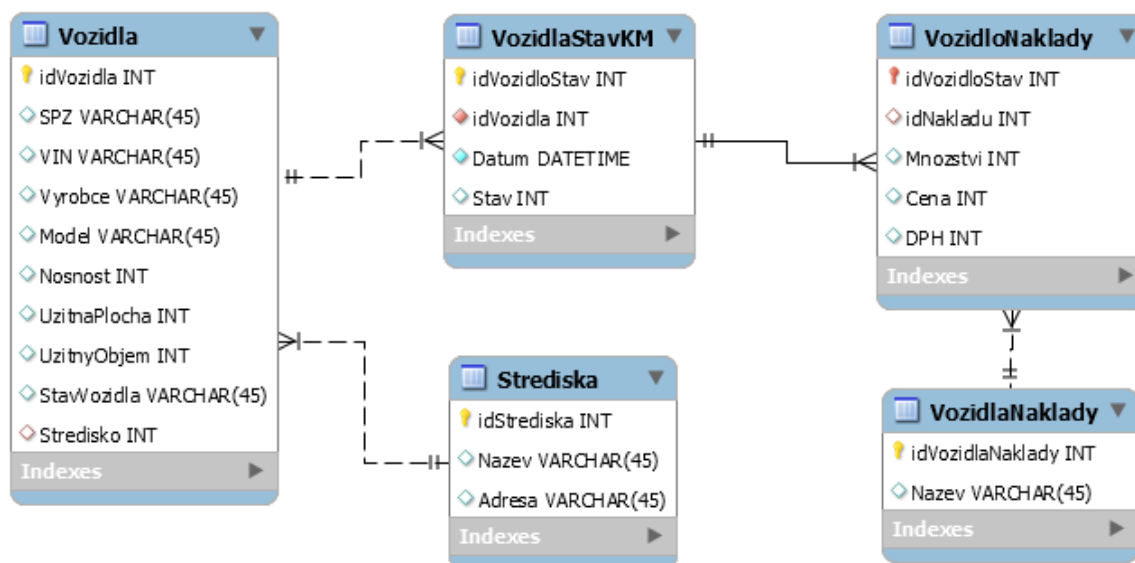 Vozidla
idVozidla INT
SPZ VARCHAR(45)
VIN VARCHAR(45)
Vyrobce VARCHAR(45)
Model VARCHAR(45)
Nosnost INT
UzitnaPlocha INT
UzitnyObjem INT
StavVozidla VARCHAR(45)
Stredisko INT
Indexes
VozidlaStavKM
idVozidloStav INT
idVozidla INT
Datum DATETIME
Stav INT
Indexes
VozidloNaklady
idVozidloStav INT
idNakladu INT
Mnozstvi INT
Cena INT
DPH INT
Indexes
Strediska
idStrediska INT
Nazev VARCHAR(45)
Adresa VARCHAR(45)
Indexes
VozidlaNaklady
idVozidlaNaklady INT
Nazev VARCHAR(45)
Indexes